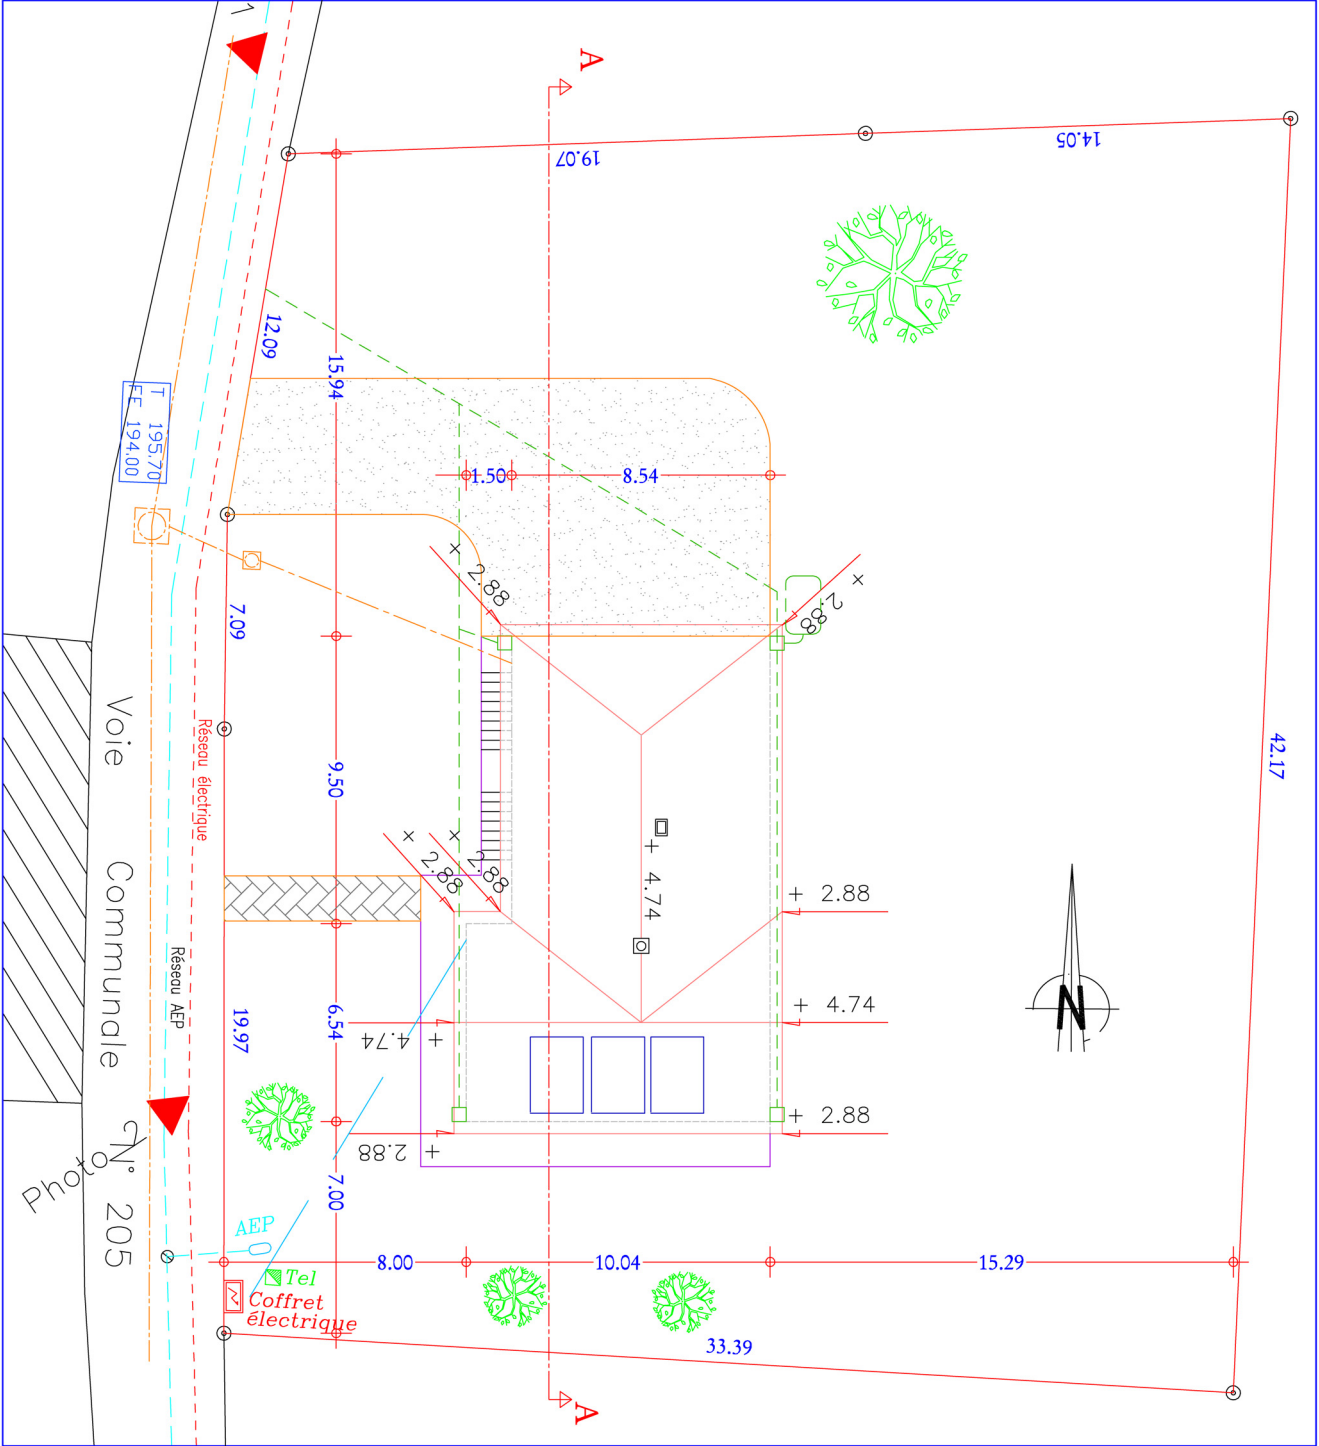 A
1
14.05
19.07
12.09
15.94
T 195.70
FE 194.00
1.50
8.54
+ 2.88
+ 2.88
7.09
42.17
Voie Communale N° 205
Réseau électrique
9.50
+ 4.74
+ 2.88
+ 2.88
+ 2.88
Réseau AEP
19.97
6.54
+ 4.74
+ 4.74
N
+ 2.88
+ 2.88
Photo 2
7.00
AEP
8.00
10.04
15.29
Tel
Coffret
électrique
33.39
A